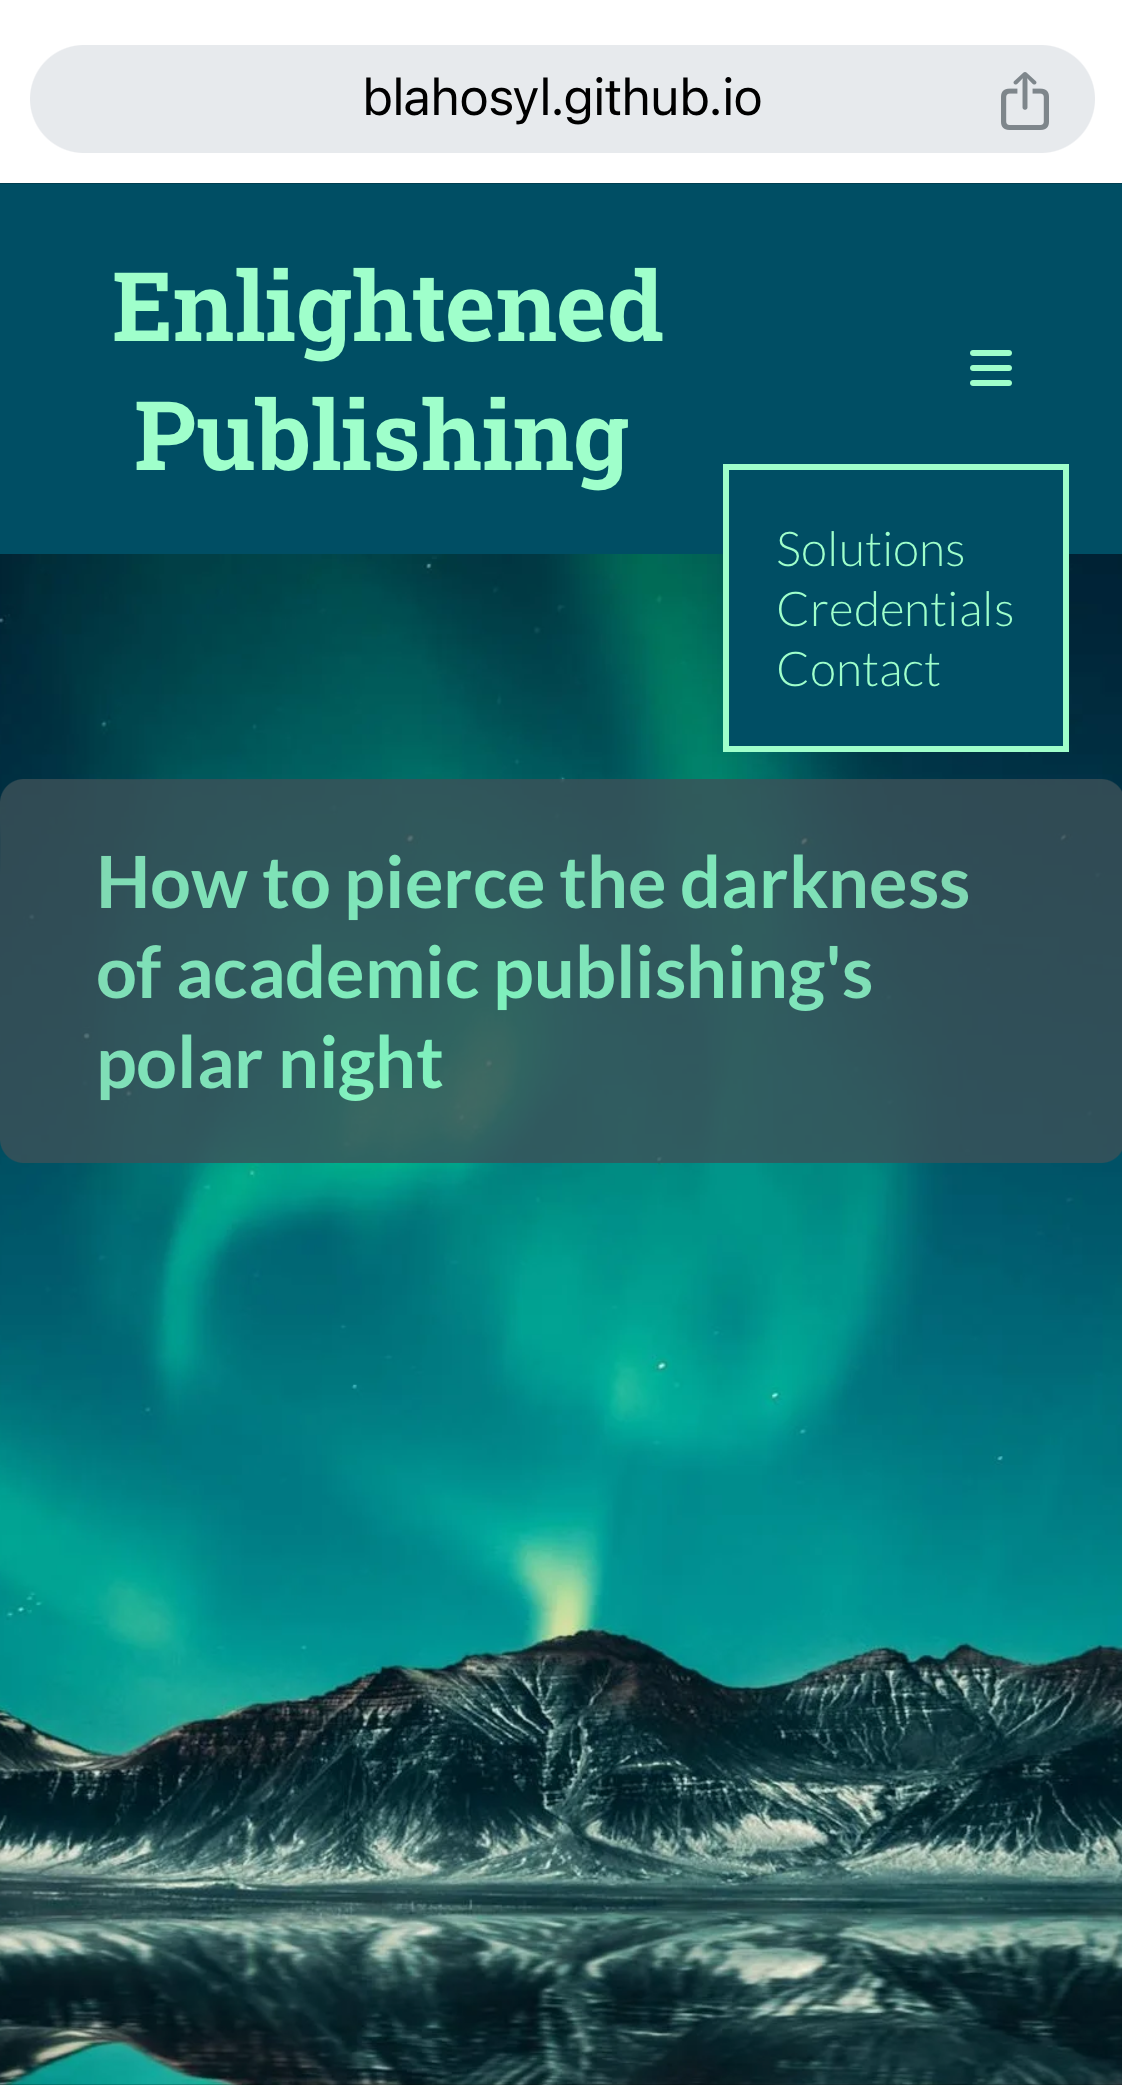 blahosyl.github.io
Enlightened
Publishing
Solutions
Credentials
Contact
How to pierce the darkness
of academic publishing's
polar night